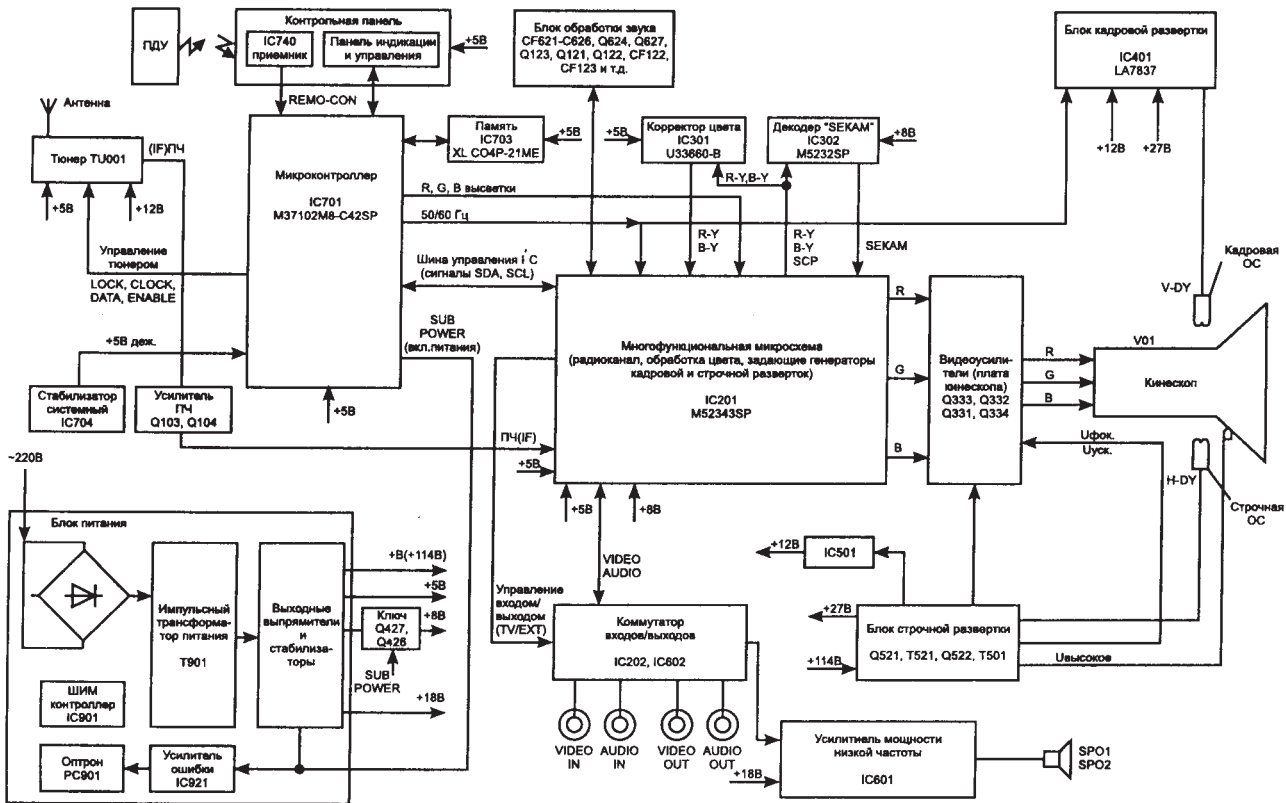 ПДУ
Контрольная панель
IC740
приемник
Панель индикации
и управления
+5В
REMO-CON
Блок обработки звука
CF621-C626, Q624, Q627,
Q123, Q121, Q122, CF122,
CF123 и т.д.
Блок кадровой развертки
IC401
LA7837
+12В
+27В
Антенна
Тюнер TU001
(IF)ПЧ
+5В
+12В
Микроконтроллер
IC701
M37102M8-C42SP
Память
IC703
XL CO4P-21ME
+5В
+5В
Корректор цвета
IC301
U33660-B
Декодер "SEKAM"
IC302
M5232SP
+8В
R-Y,B-Y
R, G, B высветки
50/60 Гц
R-Y
B-Y
R-Y
B-Y
SCP
SEKAM
Управление
тюнером
LOCK, CLOCK,
DATA, ENABLE
Шина управления I'C
(сигналы SDA, SCL)
SUB
POWER
(вкл.питания)
+5В деж.
Стабилизатор
системный
IC704
Усилитель
ПЧ
Q103, Q104
+5В
Многофункциональная микросхема
(радиоканал, обработка цвета, задающие генераторы
кадровой и строчной разверток)
IC201
M52343SP
ПЧ(IF)
+5В
+5В
+8В
R
G
B
Видеоусили-
тели (плата
кинескопа)
Q333, Q332
Q331, Q334
R
G
B
Uфок.
Uуск.
V01
Кинескоп
V-DY
Кадровая
ОС
H-DY
Строчная
ОС
~220В
Блок питания
Импульсный
трансформа-
тор питания
T901
Выходные
выпрямители
и
стабилиза-
торы
+В(+114В)
+5В
Ключ
Q427,
Q426
+8В
SUB
POWER
+18В
ШИМ
контроллер
IC901
Оптрон
PC901
Усилитель
ошибки
IC921
Управление
входом/
выходом
(TV/EXT)
VIDEO
AUDIO
Коммутатор
входов/выходов
IC202, IC602
VIDEO
IN
AUDIO
IN
VIDEO
OUT
AUDIO
OUT
+12В
IC501
+27В
+114В
Блок строчной развертки
Q521, T521, Q522, T501
Uвысокое
+18В
Усилитиель мощности
низкой частоты
IC601
SPO1
SPO2